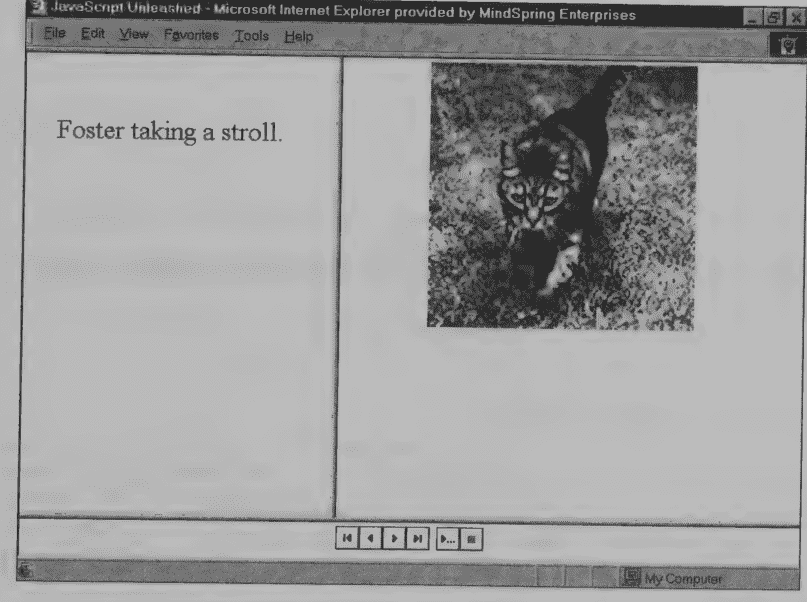 JavaScript Unleashed - Microsoft Internet Explorer provided by MindSpring Enterprises
File Edit View Favorites Tools Help
Foster taking a stroll.
My Computer